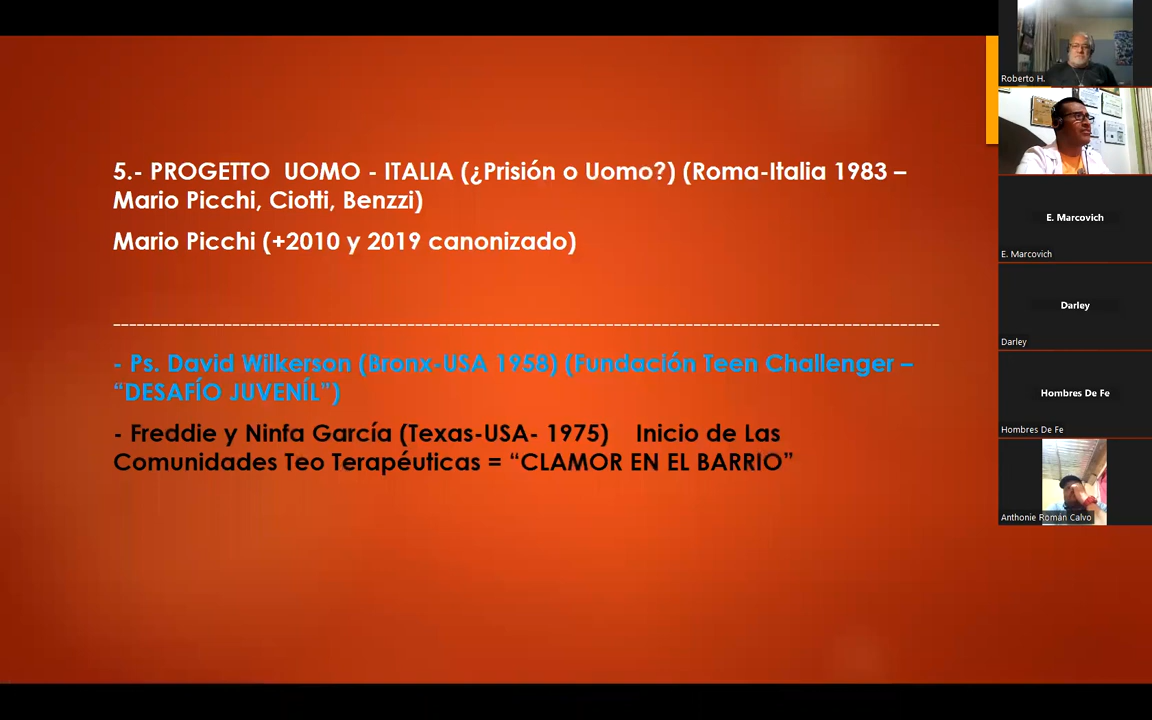 5.- PROGETTO UOMO - ITALIA (¿Prisión o Uomo?) (Roma-Italia 1983 –
Mario Picchi, Ciotti, Benzzi)
Mario Picchi (+2010 y 2019 canonizado)
- Ps. David Wilkerson (Bronx-USA 1958) (Fundación Teen Challenger –
“DESAFÍO JUVENÍL”)
- Freddie y Ninfa García (Texas-USA- 1975) Inicio de Las
Comunidades Teo Terapéuticas = “CLAMOR EN EL BARRIO”
Roberto H.
E. Marcovich
E. Marcovich
Darley
Darley
Hombres De Fe
Hombres De Fe
Anthonie Román Calvo